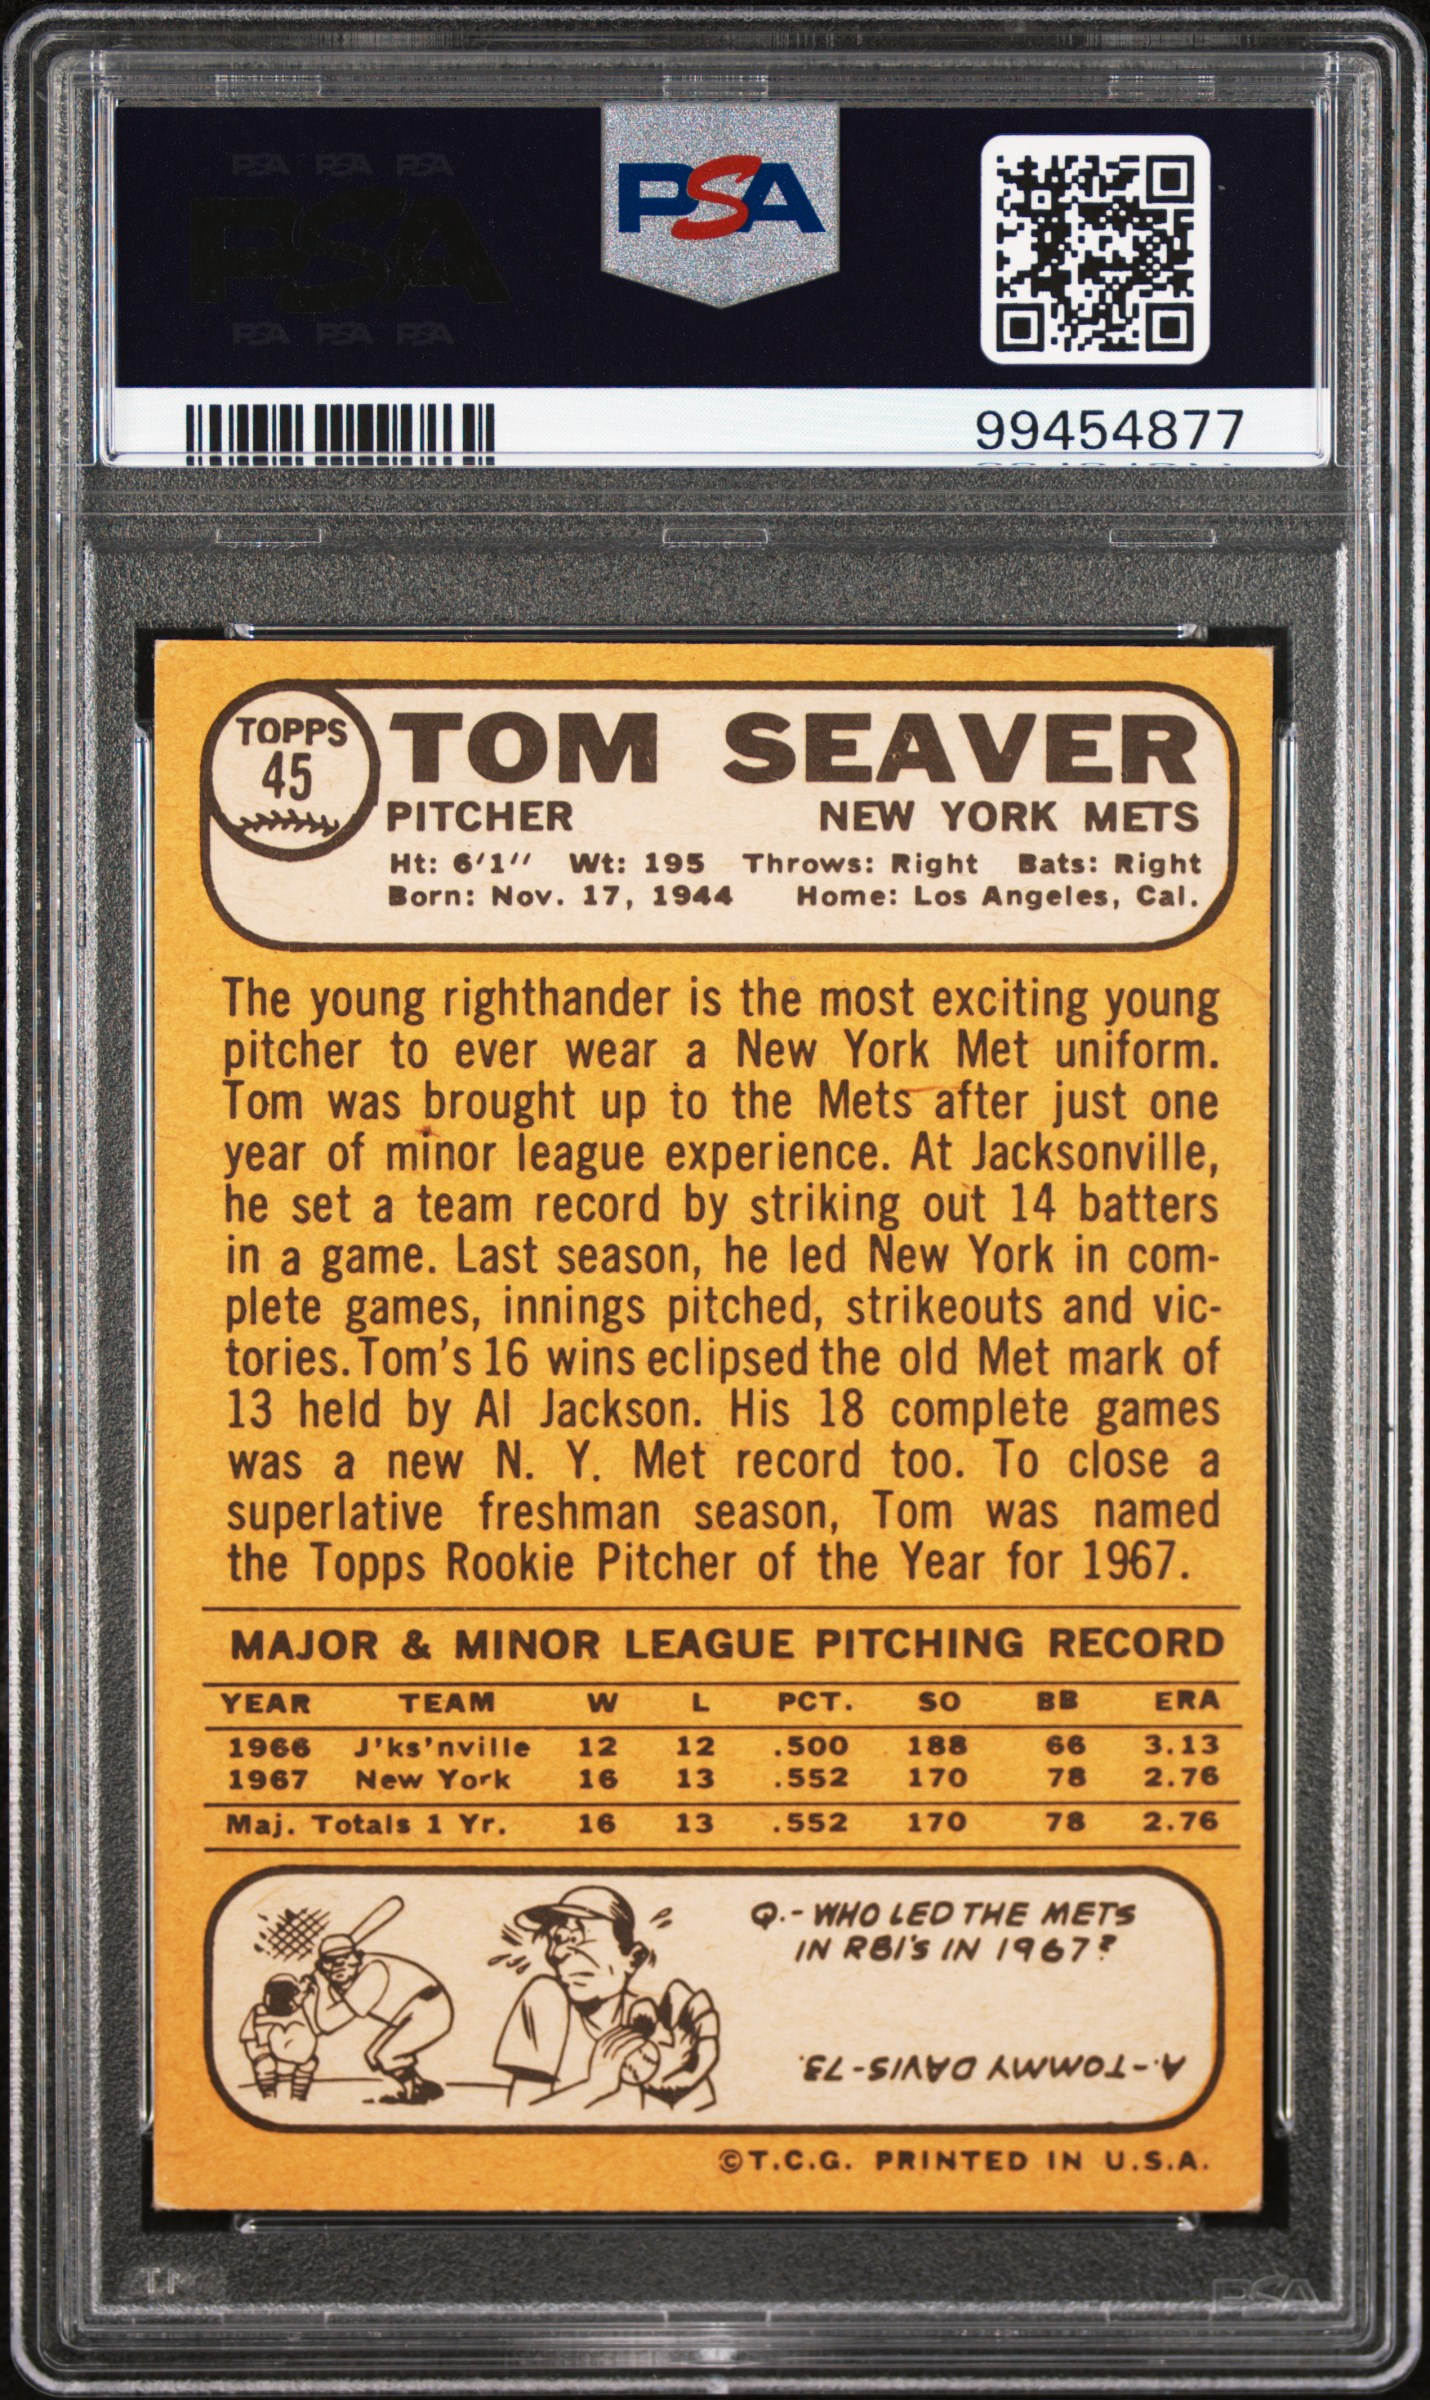 PSA PSA PSA
PSA
PSA PSA PSA
PSA
99454877
TOPPS
45
TOM SEAVER
PITCHER NEW YORK METS
Ht: 6'1" Wt: 195 Throws: Right Bats: Right
Born: Nov. 17, 1944 Home: Los Angeles, Cal.
The young righthander is the most exciting young
pitcher to ever wear a New York Met uniform.
Tom was brought up to the Mets after just one
year of minor league experience. At Jacksonville,
he set a team record by striking out 14 batters
in a game. Last season, he led New York in com-
plete games, innings pitched, strikeouts and vic-
tories. Tom's 16 wins eclipsed the old Met mark of
13 held by Al Jackson. His 18 complete games
was a new N. Y. Met record too. To close a
superlative freshman season, Tom was named
the Topps Rookie Pitcher of the Year for 1967.
MAJOR & MINOR LEAGUE PITCHING RECORD
YEAR TEAM W L PCT. SO BB ERA
1966 J'ks'nville 12 12 .500 188 66 3.13
1967 New York 16 13 .552 170 78 2.76
Maj. Totals 1 Yr. 16 13 .552 170 78 2.76
Q.-WHO LED THE METS
IN RBI'S IN 1967?
A.-TOMMY DAVIS-73.
©T.C.G. PRINTED IN U.S.A.
TM
PSA